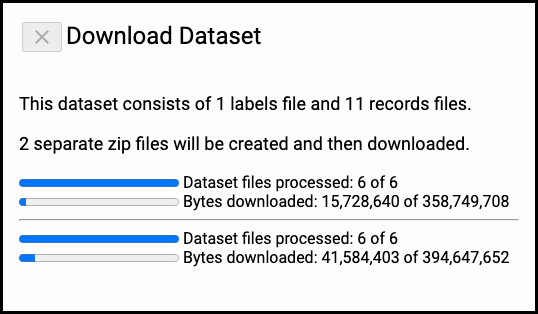 Download Dataset
This dataset consists of 1 labels file and 11 records files.
2 separate zip files will be created and then downloaded.
Dataset files processed: 6 of 6
Bytes downloaded: 15,728,640 of 358,749,708
Dataset files processed: 6 of 6
Bytes downloaded: 41,584,403 of 394,647,652